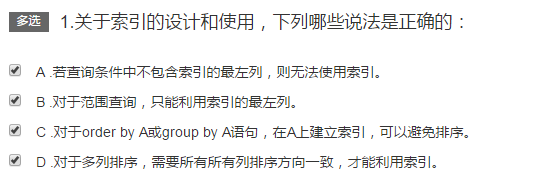 多选 1.关于索引的设计和使用，下列哪些说法是正确的：
A .若查询条件中不包含索引的最左列，则无法使用索引。
B .对于范围查询，只能利用索引的最左列。
C .对于order by A或group by A语句，在A上建立索引，可以避免排序。
D .对于多列排序，需要所有所有列排序方向一致，才能利用索引。